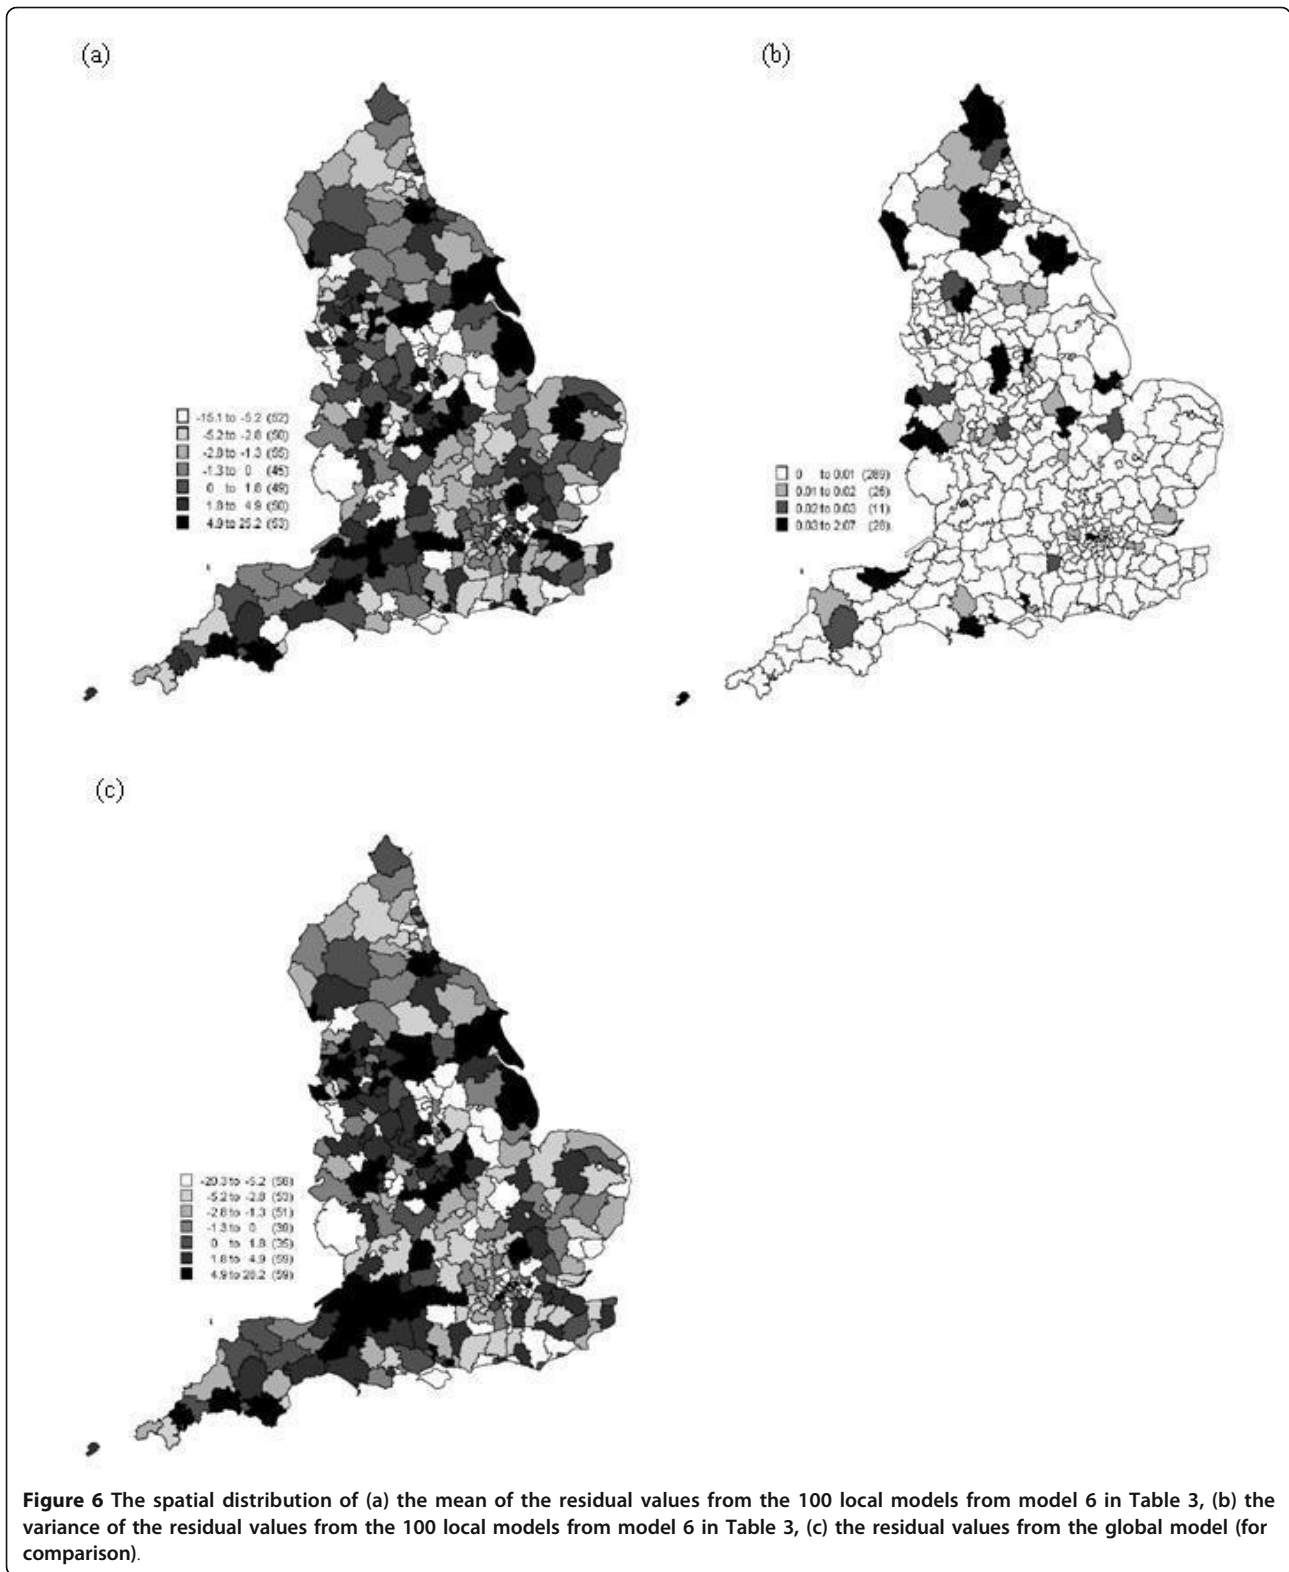 (a)
(b)
-15.1 to -5.2 (52)
-5.2 to -2.8 (50)
-2.8 to -1.3 (55)
-1.3 to 0 (45)
0 to 1.8 (49)
1.8 to 4.9 (50)
4.9 to 25.2 (53)
0 to 0.01 (289)
0.01 to 0.02 (26)
0.02 to 0.03 (11)
0.03 to 2.07 (28)
(c)
-20.3 to -5.2 (58)
-5.2 to -2.8 (53)
-2.8 to -1.3 (51)
-1.3 to 0 (39)
0 to 1.8 (35)
1.8 to 4.9 (59)
4.9 to 28.2 (59)
Figure 6 The spatial distribution of (a) the mean of the residual values from the 100 local models from model 6 in Table 3, (b) the
variance of the residual values from the 100 local models from model 6 in Table 3, (c) the residual values from the global model (for
comparison).